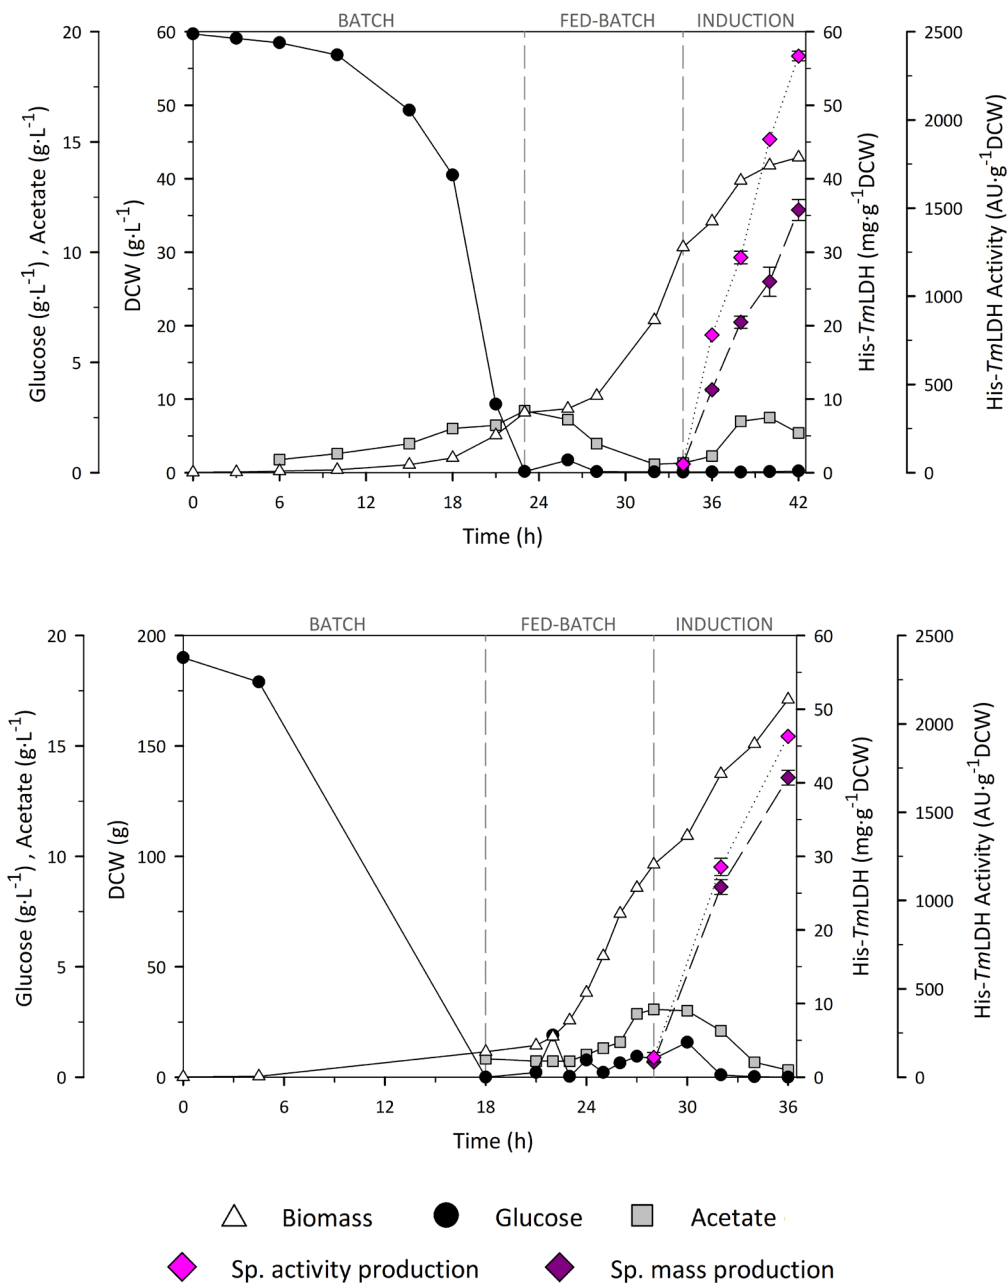 BATCH FED-BATCH INDUCTION
20 60 60 2500
50 50
15 40 40 2000
30 30 1500
10 20 20 1000
5 10 10 500
0 0 0 0
Glucose (g·L⁻¹) , Acetate (g·L⁻¹)
DCW (g·L⁻¹)
His-TmLDH (mg·g⁻¹DCW)
His-TmLDH Activity (AU·g⁻¹DCW)
0 6 12 18 24 30 36 42
Time (h)
BATCH FED-BATCH INDUCTION
20 200 60 2500
50
15 150 40 2000
30 1500
10 100 20 1000
5 50 10 500
0 0 0 0
Glucose (g·L⁻¹) , Acetate (g·L⁻¹)
DCW (g)
His-TmLDH (mg·g⁻¹DCW)
His-TmLDH Activity (AU·g⁻¹DCW)
0 6 12 18 24 30 36
Time (h)
Biomass Glucose Acetate
Sp. activity production Sp. mass production